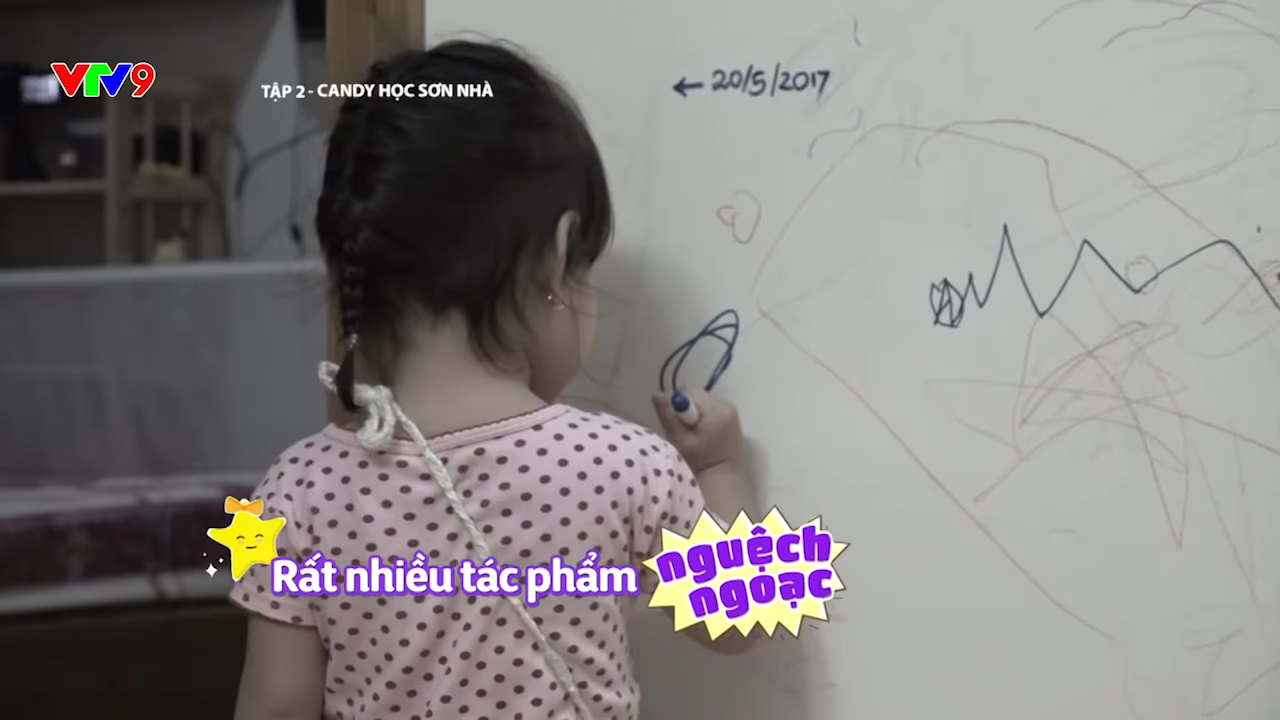 VTV9
TẬP 2 - CANDY HỌC SƠN NHÀ
← 20/5/2017
Rất nhiều tác phẩm
nguệch
ngoạc